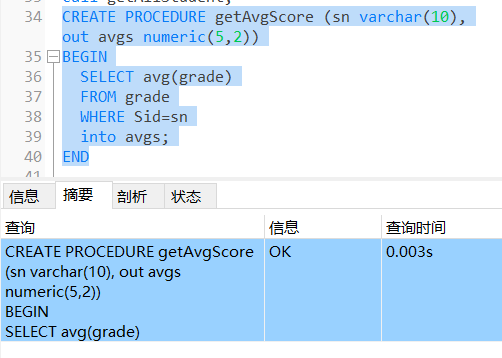 call getAllStudent;
34 CREATE PROCEDURE getAvgScore (sn varchar(10),
out avgs numeric(5,2))
35 BEGIN
36 SELECT avg(grade)
37 FROM grade
38 WHERE Sid=sn
39 into avgs;
40 END
信息 摘要 剖析 状态
查询 信息 查询时间
CREATE PROCEDURE getAvgScore OK 0.003s
(sn varchar(10), out avgs
numeric(5,2))
BEGIN
SELECT avg(grade)